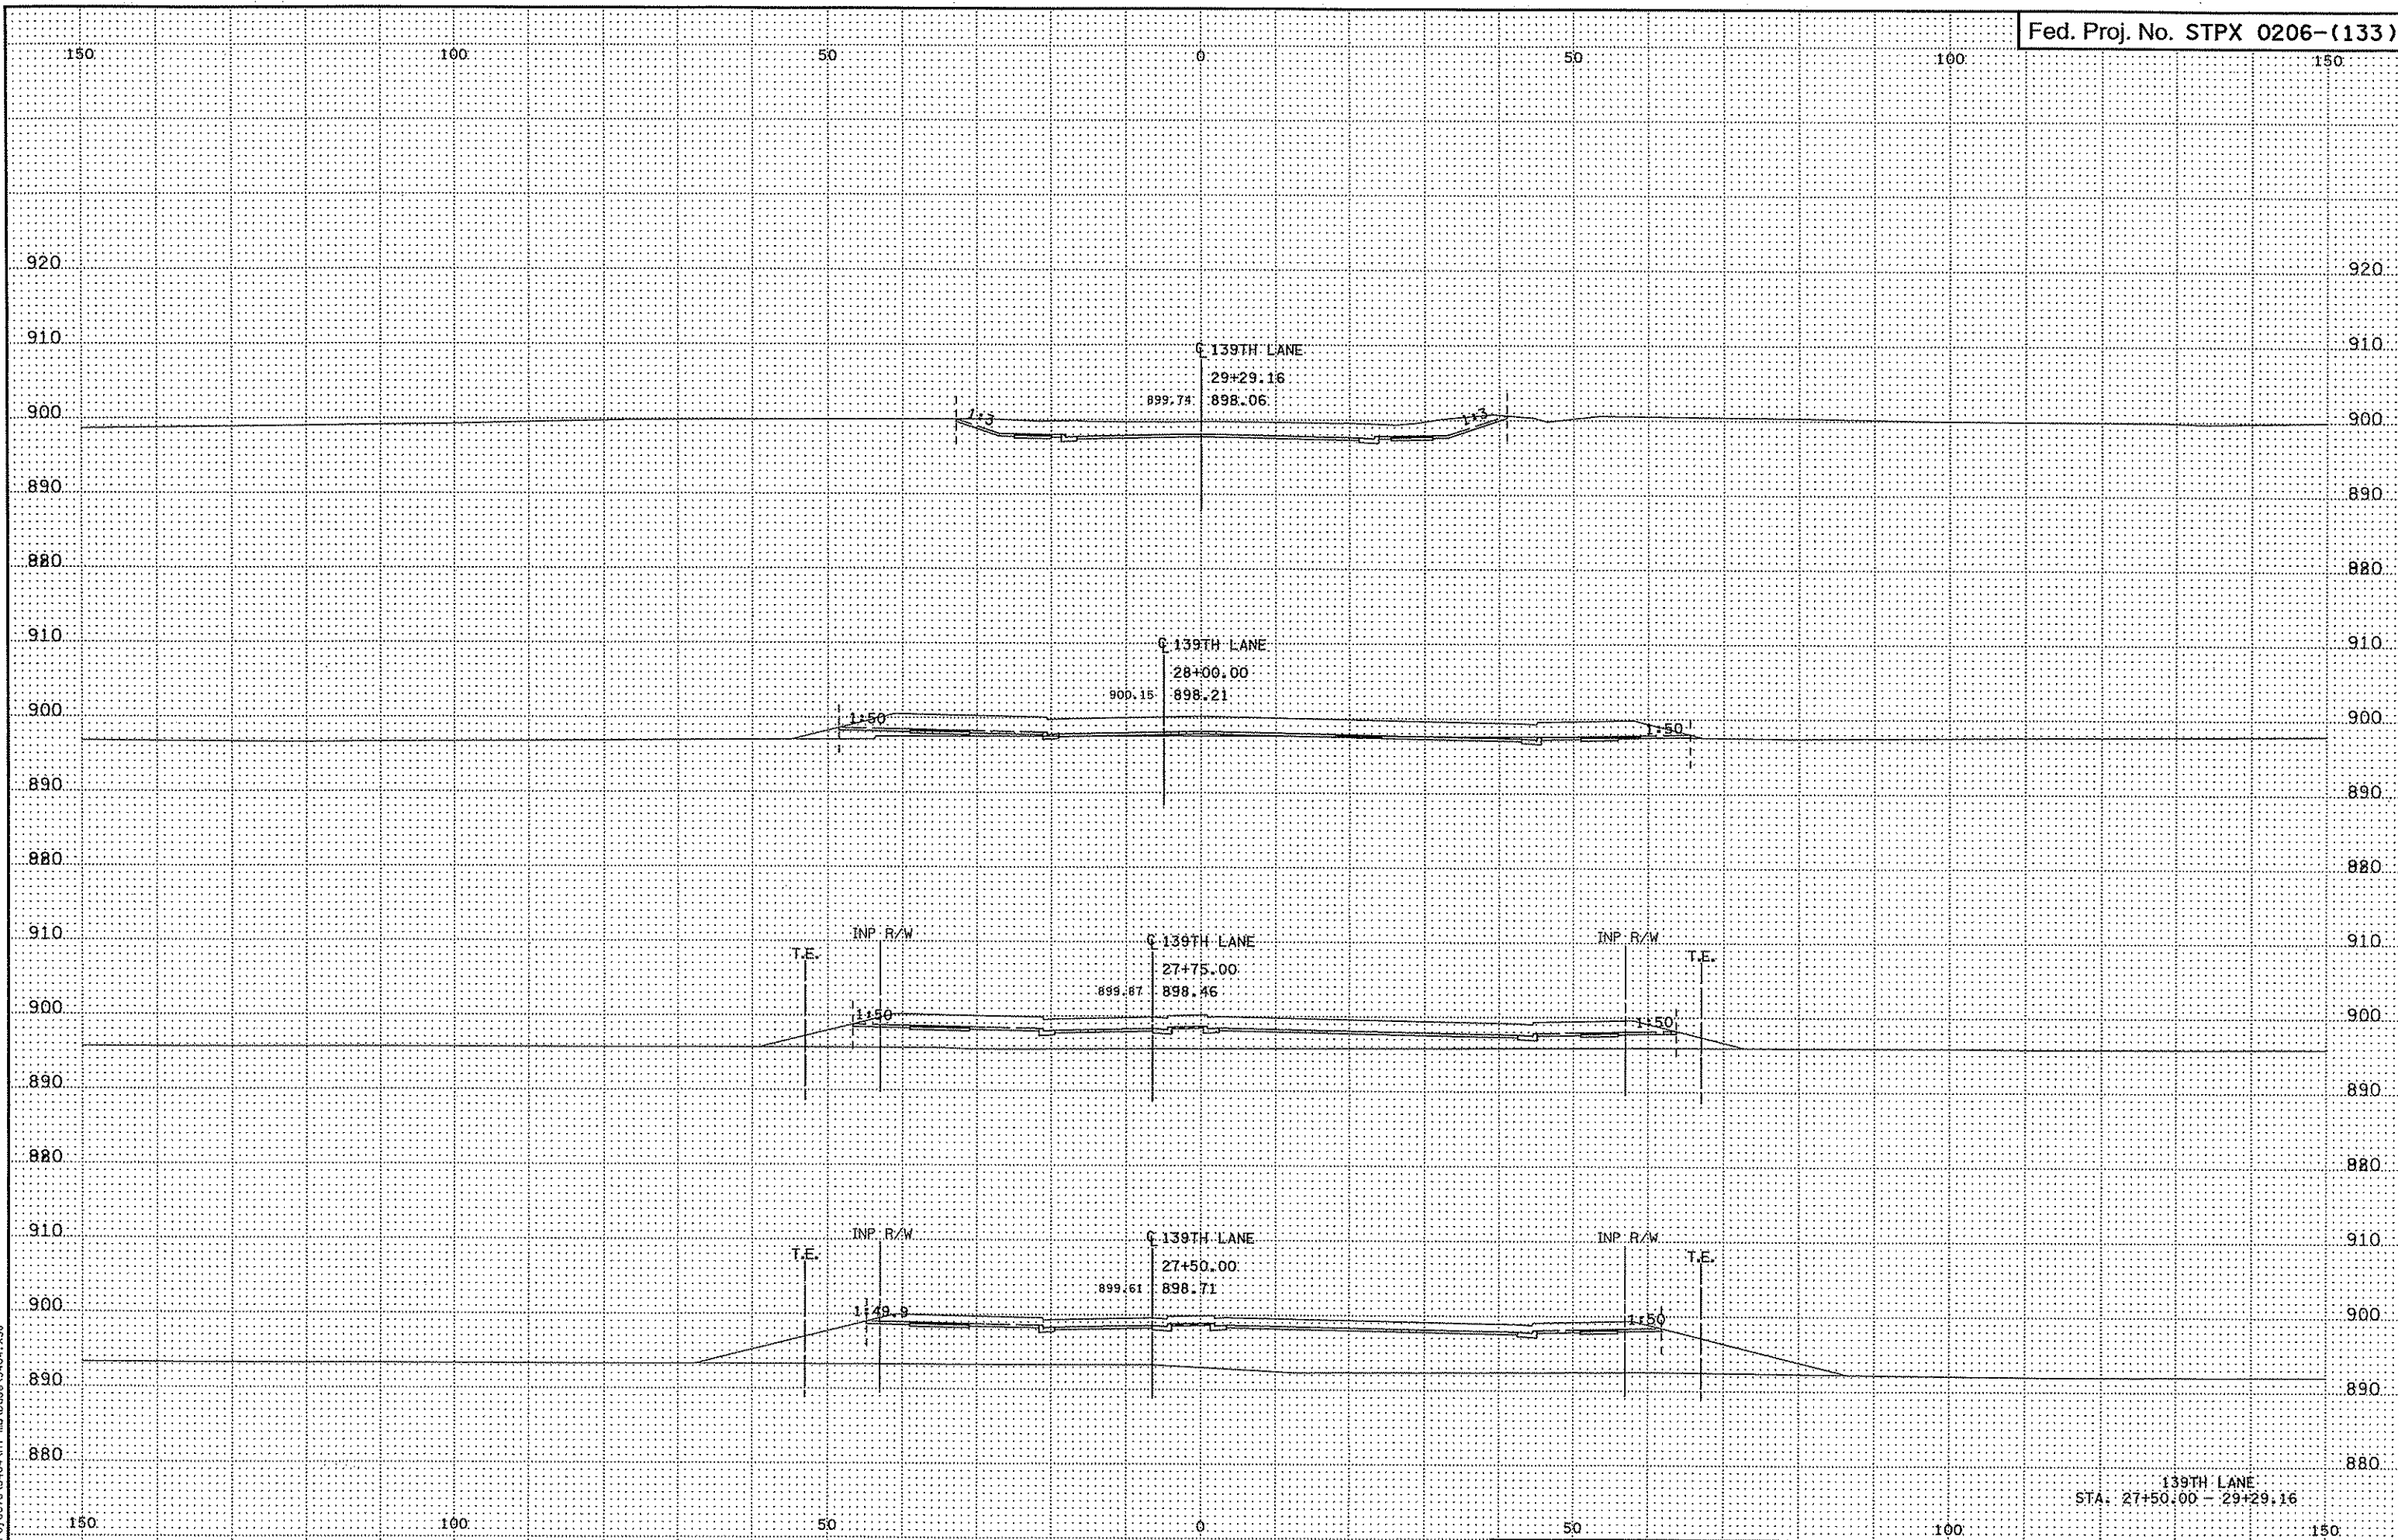 Fed. Proj. No. STPX 0206-(133)
150 100 50 0 50 100 150
920 920
910 910
℄ 139TH LANE
29+29.16
899.74 898.06
1:3 1:3
900 900
890 890
880 880
910 910
℄ 139TH LANE
28+00.00
900.15 898.21
900 900
1:50 1:50
890 890
880 880
910 910
INP R/W INP R/W
℄ 139TH LANE
T.E. T.E.
27+75.00
899.87 898.46
900 900
1:50 1:50
890 890
880 880
910 910
INP R/W INP R/W
℄ 139TH LANE
T.E. T.E.
27+50.00
899.61 898.71
900 900
1:49.9 1:50
890 890
880 880
139TH LANE
STA. 27+50.00 - 29+29.16
150 100 50 0 50 100 150